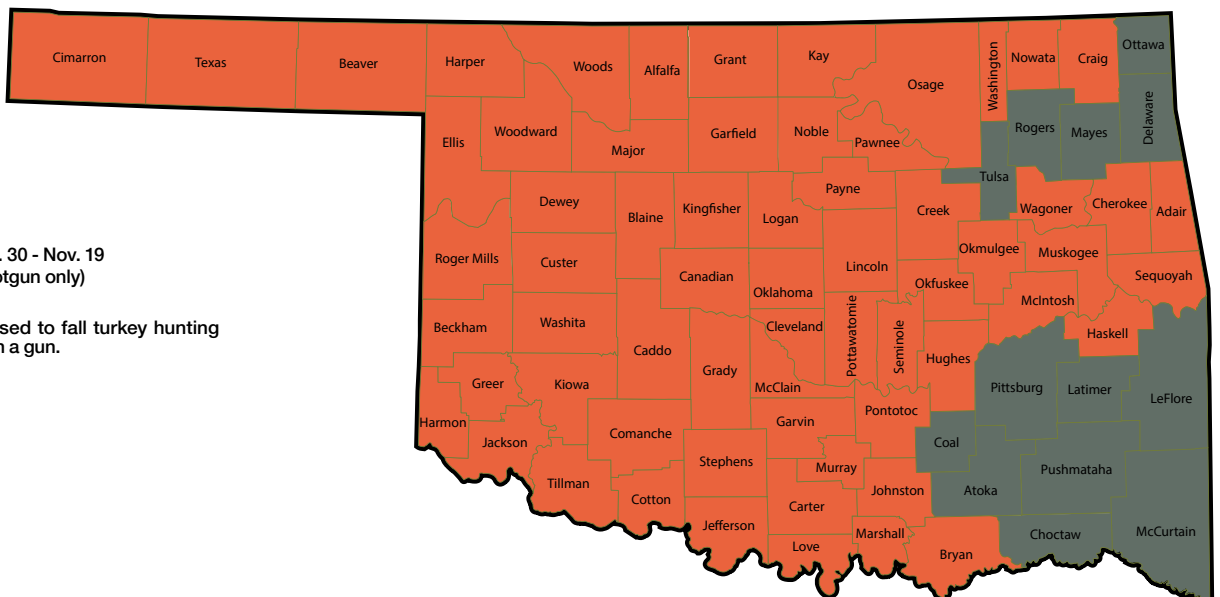 Cimarron
Texas
Beaver
Harper
Woods
Alfalfa
Grant
Kay
Osage
Washington
Nowata
Craig
Ottawa
Ellis
Woodward
Major
Garfield
Noble
Pawnee
Rogers
Mayes
Delaware
Tulsa
Dewey
Blaine
Kingfisher
Logan
Payne
Creek
Wagoner
Cherokee
Adair
. 30 - Nov. 19
otgun only)
Roger Mills
Custer
Canadian
Oklahoma
Lincoln
Okfuskee
Okmulgee
Muskogee
Sequoyah
McIntosh
sed to fall turkey hunting
n a gun.
Beckham
Washita
Caddo
Grady
Cleveland
McClain
Pottawatomie
Seminole
Hughes
Haskell
Pittsburg
Latimer
LeFlore
Greer
Kiowa
Harmon
Jackson
Comanche
Garvin
Pontotoc
Coal
Stephens
Murray
Tillman
Cotton
Carter
Johnston
Atoka
Pushmataha
Jefferson
Love
Marshall
Bryan
Choctaw
McCurtain